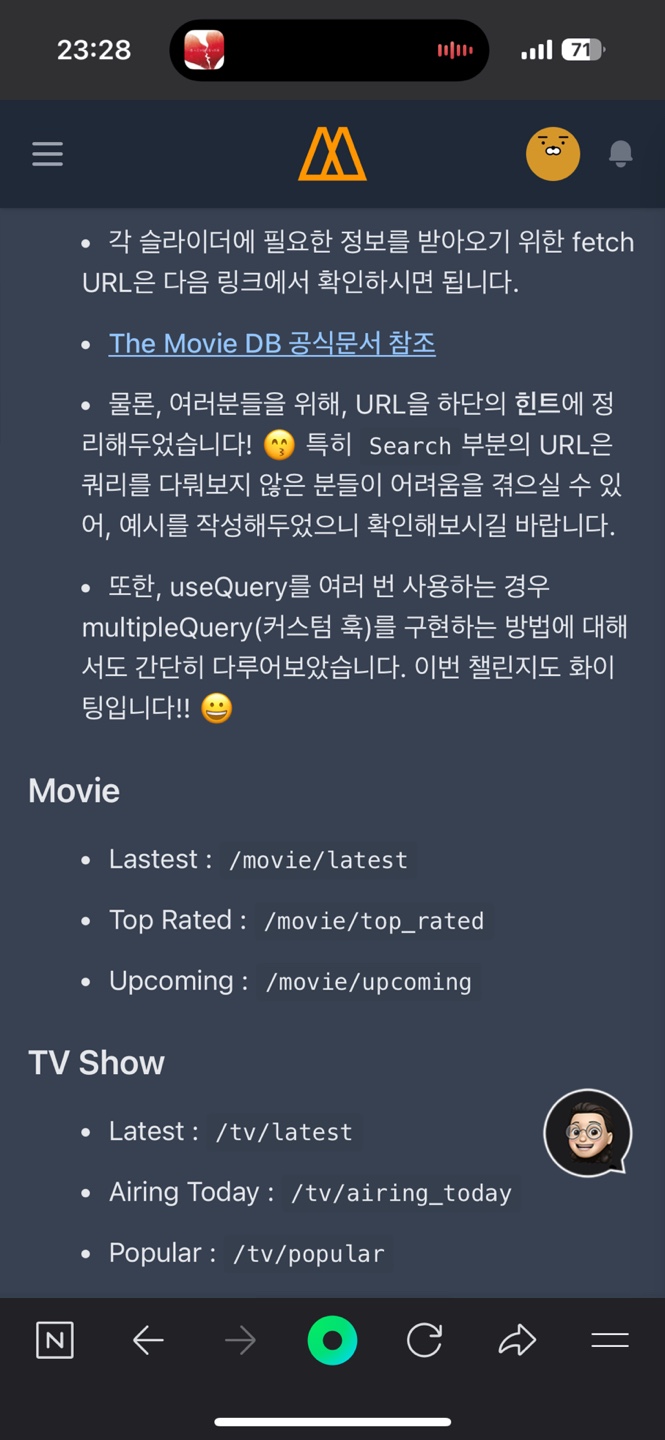 23:28
71
• 각 슬라이더에 필요한 정보를 받아오기 위한 fetch
URL은 다음 링크에서 확인하시면 됩니다.
• The Movie DB 공식문서 참조
• 물론, 여러분들을 위해, URL을 하단의 힌트에 정
리해두었습니다! 😙 특히 Search 부분의 URL은
쿼리를 다뤄보지 않은 분들이 어려움을 겪으실 수 있
어, 예시를 작성해두었으니 확인해보시길 바랍니다.
• 또한, useQuery를 여러 번 사용하는 경우
multipleQuery(커스텀 훅)를 구현하는 방법에 대해
서도 간단히 다루어보았습니다. 이번 챌린지도 화이
팅입니다!! 😀
Movie
• Lastest : /movie/latest
• Top Rated : /movie/top_rated
• Upcoming : /movie/upcoming
TV Show
• Latest : /tv/latest
• Airing Today : /tv/airing_today
• Popular : /tv/popular
N